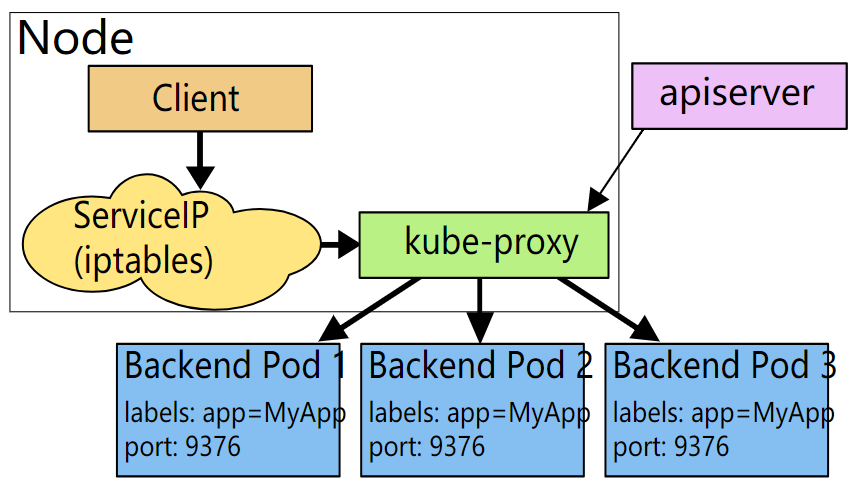 Node
Client
apiserver
ServiceIP
(iptables)
kube-proxy
Backend Pod 1
labels: app=MyApp
port: 9376
Backend Pod 2
labels: app=MyApp
port: 9376
Backend Pod 3
labels: app=MyApp
port: 9376